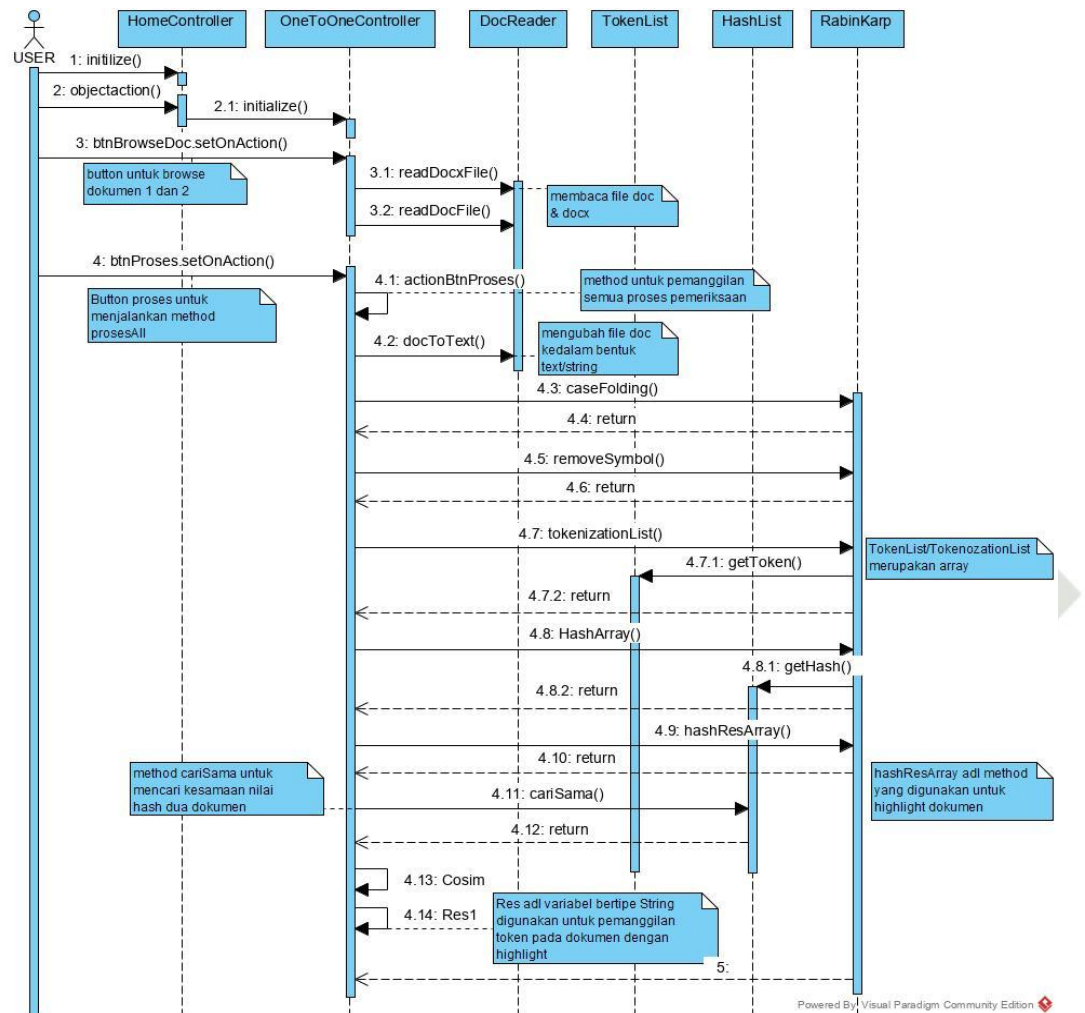 HomeController
OneToOneController
DocReader
TokenList
HashList
RabinKarp
USER
1: initilize()
2: objectaction()
2.1: initialize()
3: btnBrowseDoc.setOnAction()
button untuk browse
dokumen 1 dan 2
3.1: readDocxFile()
membaca file doc
& docx
3.2: readDocFile()
4: btnProses.setOnAction()
Button proses untuk
menjalankan method
prosesAll
4.1: actionBtnProses()
method untuk pemanggilan
semua proses pemeriksaan
4.2: docToText()
mengubah file doc
kedalam bentuk
text/string
4.3: caseFolding()
4.4: return
4.5: removeSymbol()
4.6: return
4.7: tokenizationList()
TokenList/TokenozationList
merupakan array
4.7.1: getToken()
4.7.2: return
4.8: HashArray()
4.8.1: getHash()
4.8.2: return
4.9: hashResArray()
4.10: return
hashResArray adl method
yang digunakan untuk
highlight dokumen
method cariSama untuk
mencari kesamaan nilai
hash dua dokumen
4.11: cariSama()
4.12: return
4.13: Cosim
4.14: Res1
Res adl variabel bertipe String
digunakan untuk pemanggilan
token pada dokumen dengan
highlight
5:
Powered By Visual Paradigm Community Edition